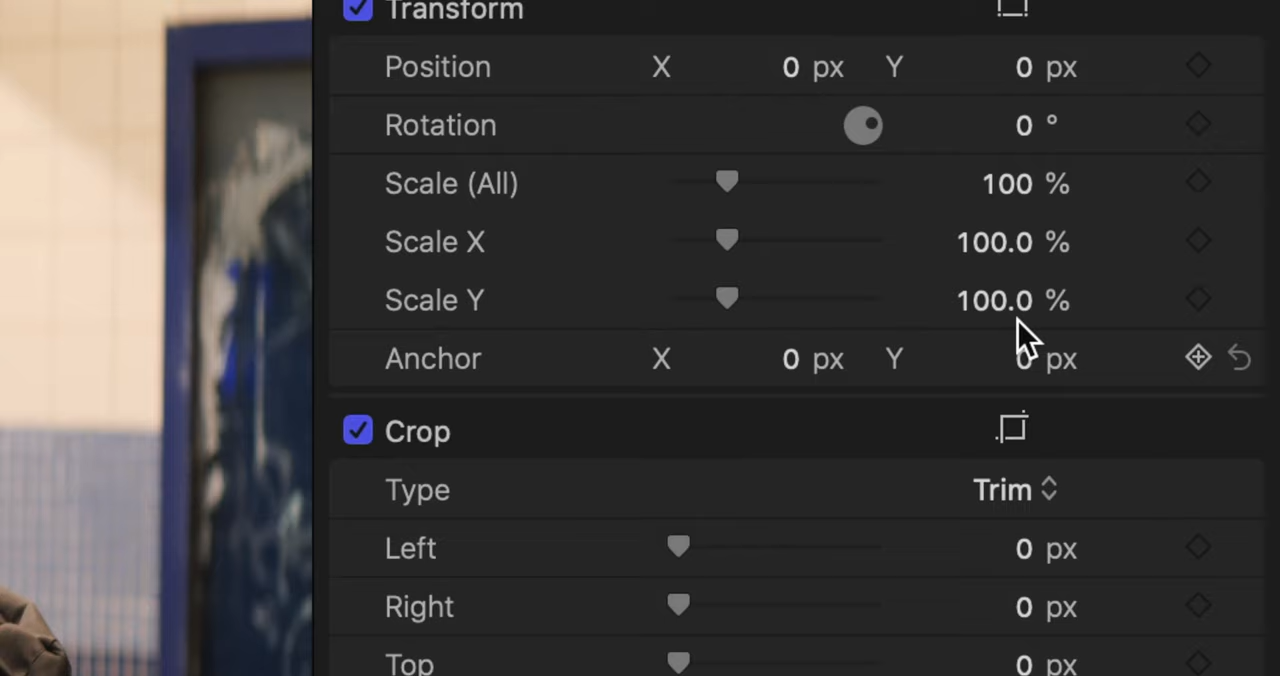 Transform
Position X 0 px Y 0 px
Rotation 0 °
Scale (All) 100 %
Scale X 100.0 %
Scale Y 100.0 %
Anchor X 0 px Y 0 px
Crop
Type Trim
Left 0 px
Right 0 px
Top 0 px